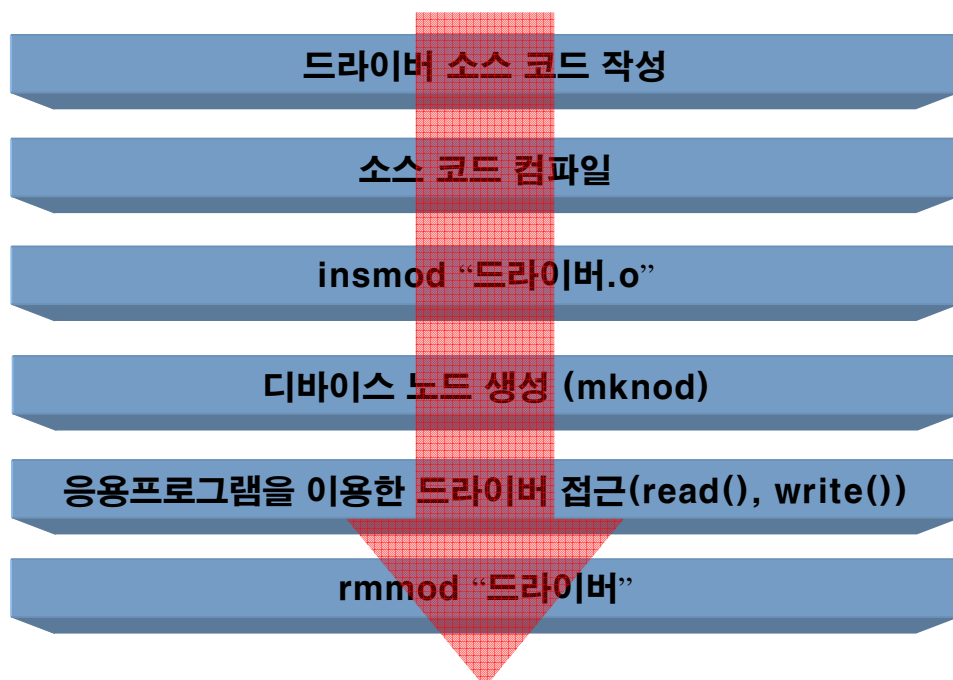 드라이버 소스 코드 작성
소스 코드 컴파일
insmod “드라이버.o”
디바이스 노드 생성 (mknod)
응용프로그램을 이용한 드라이버 접근(read(), write())
rmmod “드라이버”